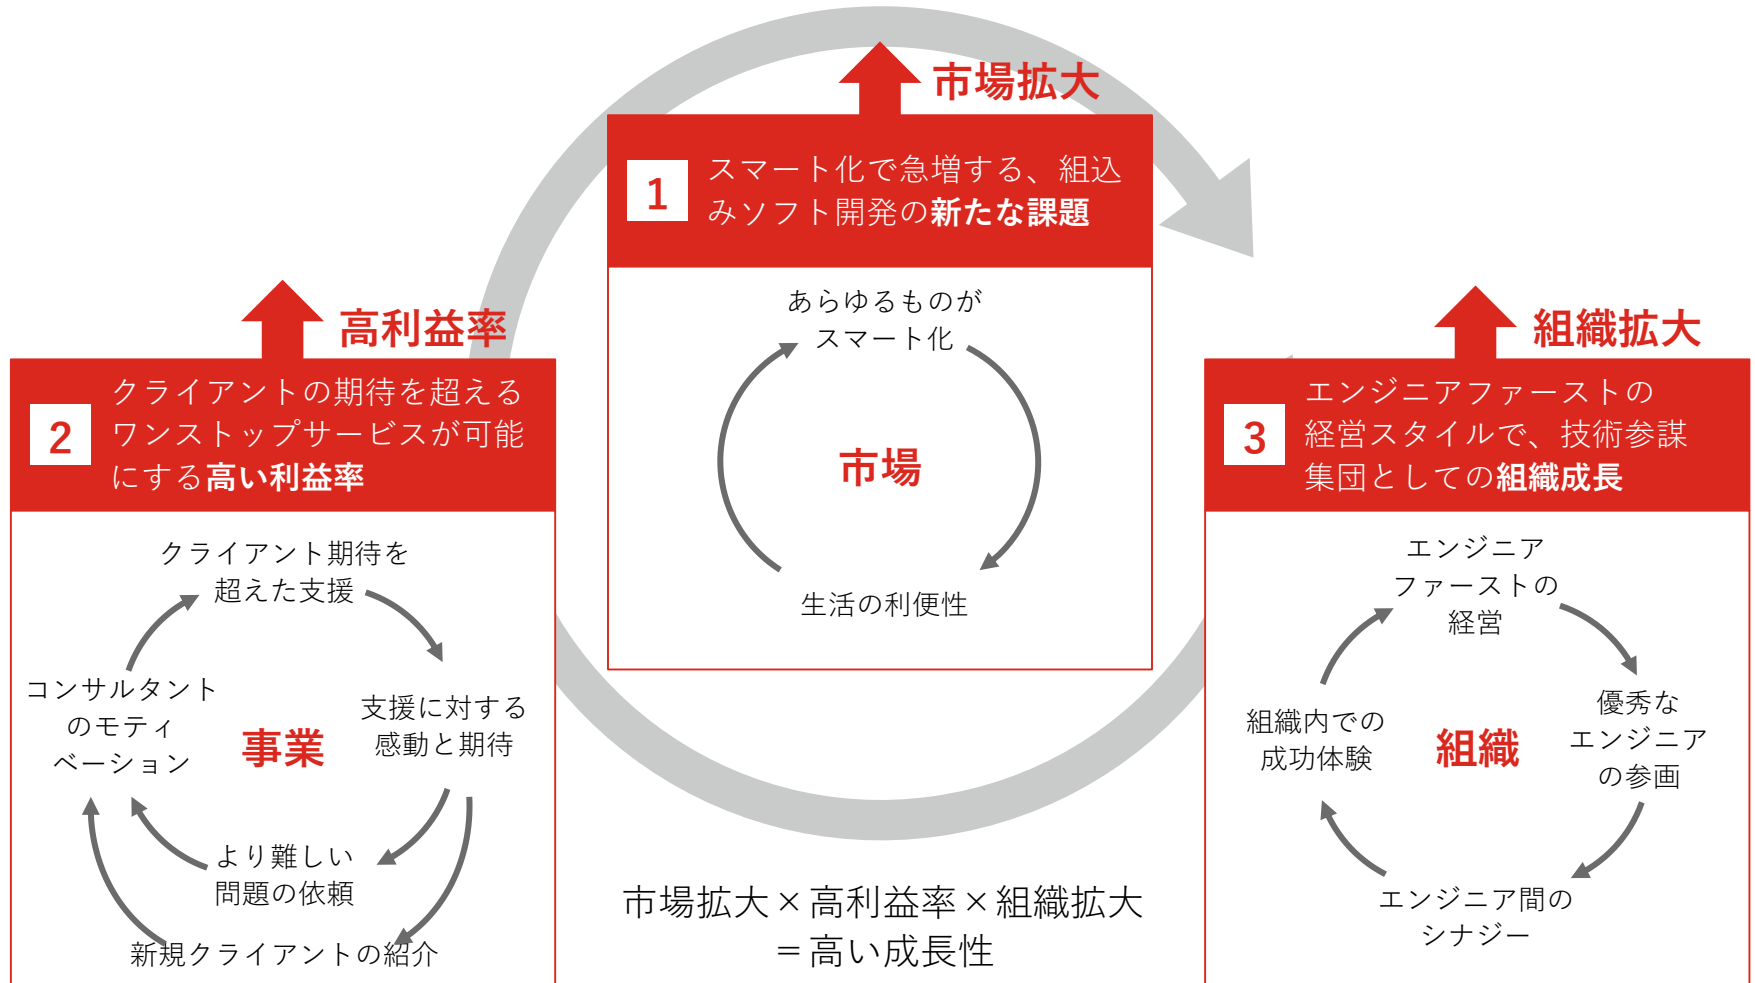 市場拡大
1
スマート化で急増する、組込
みソフト開発の新たな課題
あらゆるものが
スマート化
市場
生活の利便性
高利益率
2
クライアントの期待を超える
ワンストップサービスが可能
にする高い利益率
クライアント期待を
超えた支援
支援に対する
感動と期待
コンサルタント
のモティ
ベーション
事業
より難しい
問題の依頼
新規クライアントの紹介
組織拡大
3
エンジニアファーストの
経営スタイルで、技術参謀
集団としての組織成長
エンジニア
ファーストの
経営
優秀な
エンジニア
の参画
組織内での
成功体験
組織
エンジニア間の
シナジー
市場拡大×高利益率×組織拡大
＝高い成長性